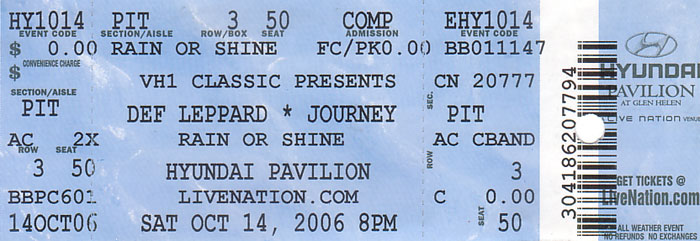 HY1014 PIT 3 50 COMP EHY1014
EVENT CODE SECTION/AISLE ROW/BOX SEAT ADMISSION EVENT CODE
$ 0.00 RAIN OR SHINE FC/PK0.00 BB011147
$ CONVENIENCE CHARGE
VH1 CLASSIC PRESENTS CN 20777
SECTION/AISLE
PIT DEF LEPPARD * JOURNEY SEC. PIT
AC 2X RAIN OR SHINE AC CBAND
ROW SEAT
3 50 HYUNDAI PAVILION ROW 3
BBPC601 LIVENATION.COM C 0.00
14OCT06 SAT OCT 14, 2006 8PM SEAT 50
304186207794
HYUNDAI
PAVILION
AT GLEN HELEN
LIVE NATION VENUE
GET TICKETS @
LiveNation.com
ALL WEATHER EVENT
NO REFUNDS NO EXCHANGES